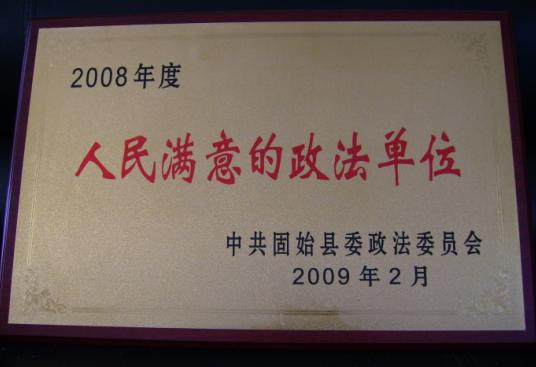 2008年度
人民满意的政法单位
中共固始县委政法委员会
2009年2月